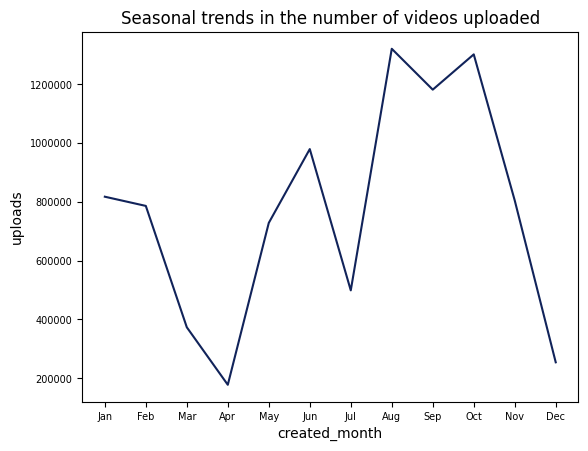 Seasonal trends in the number of videos uploaded
uploads
1200000
1000000
800000
600000
400000
200000
Jan Feb Mar Apr May Jun Jul Aug Sep Oct Nov Dec
created_month